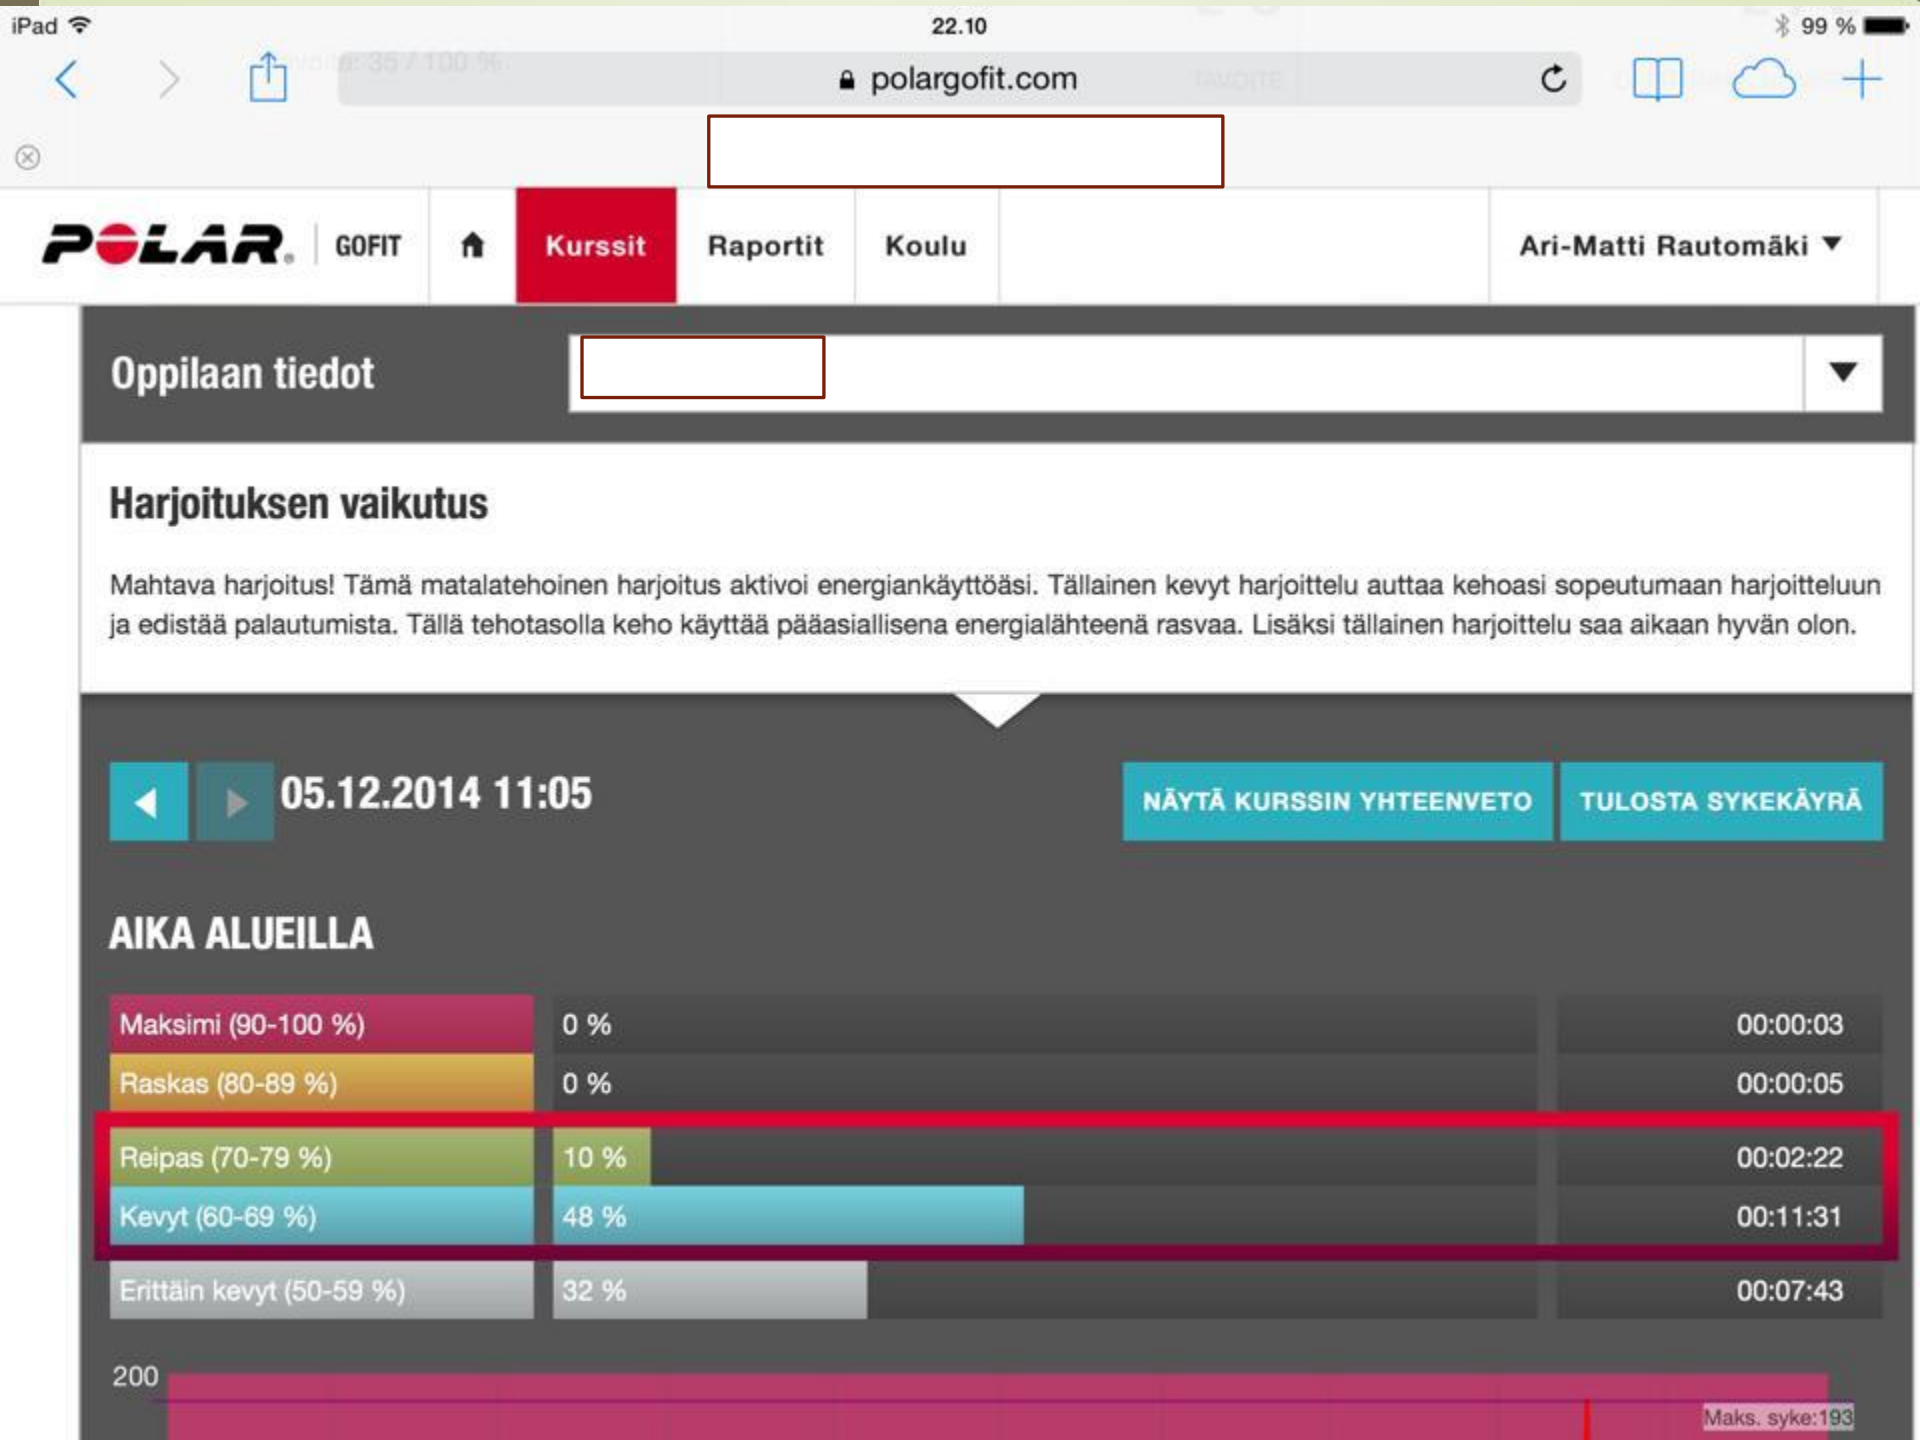 iPad
22.10
99 %
35 / 100 %
polargofit.com
TAVOITE
POLAR. GOFIT Kurssit Raportit Koulu Ari-Matti Rautomäki
Oppilaan tiedot
Harjoituksen vaikutus
Mahtava harjoitus! Tämä matalatehoinen harjoitus aktivoi energiankäyttöäsi. Tällainen kevyt harjoittelu auttaa kehoasi sopeutumaan harjoitteluun
ja edistää palautumista. Tällä tehotasolla keho käyttää pääasiallisena energialähteenä rasvaa. Lisäksi tällainen harjoittelu saa aikaan hyvän olon.
05.12.2014 11:05
NÄYTÄ KURSSIN YHTEENVETO
TULOSTA SYKEKÄYRÄ
AIKA ALUEILLA
Maksimi (90-100 %) 0 % 00:00:03
Raskas (80-89 %) 0 % 00:00:05
Reipas (70-79 %) 10 % 00:02:22
Kevyt (60-69 %) 48 % 00:11:31
Erittäin kevyt (50-59 %) 32 % 00:07:43
200
Maks. syke:193